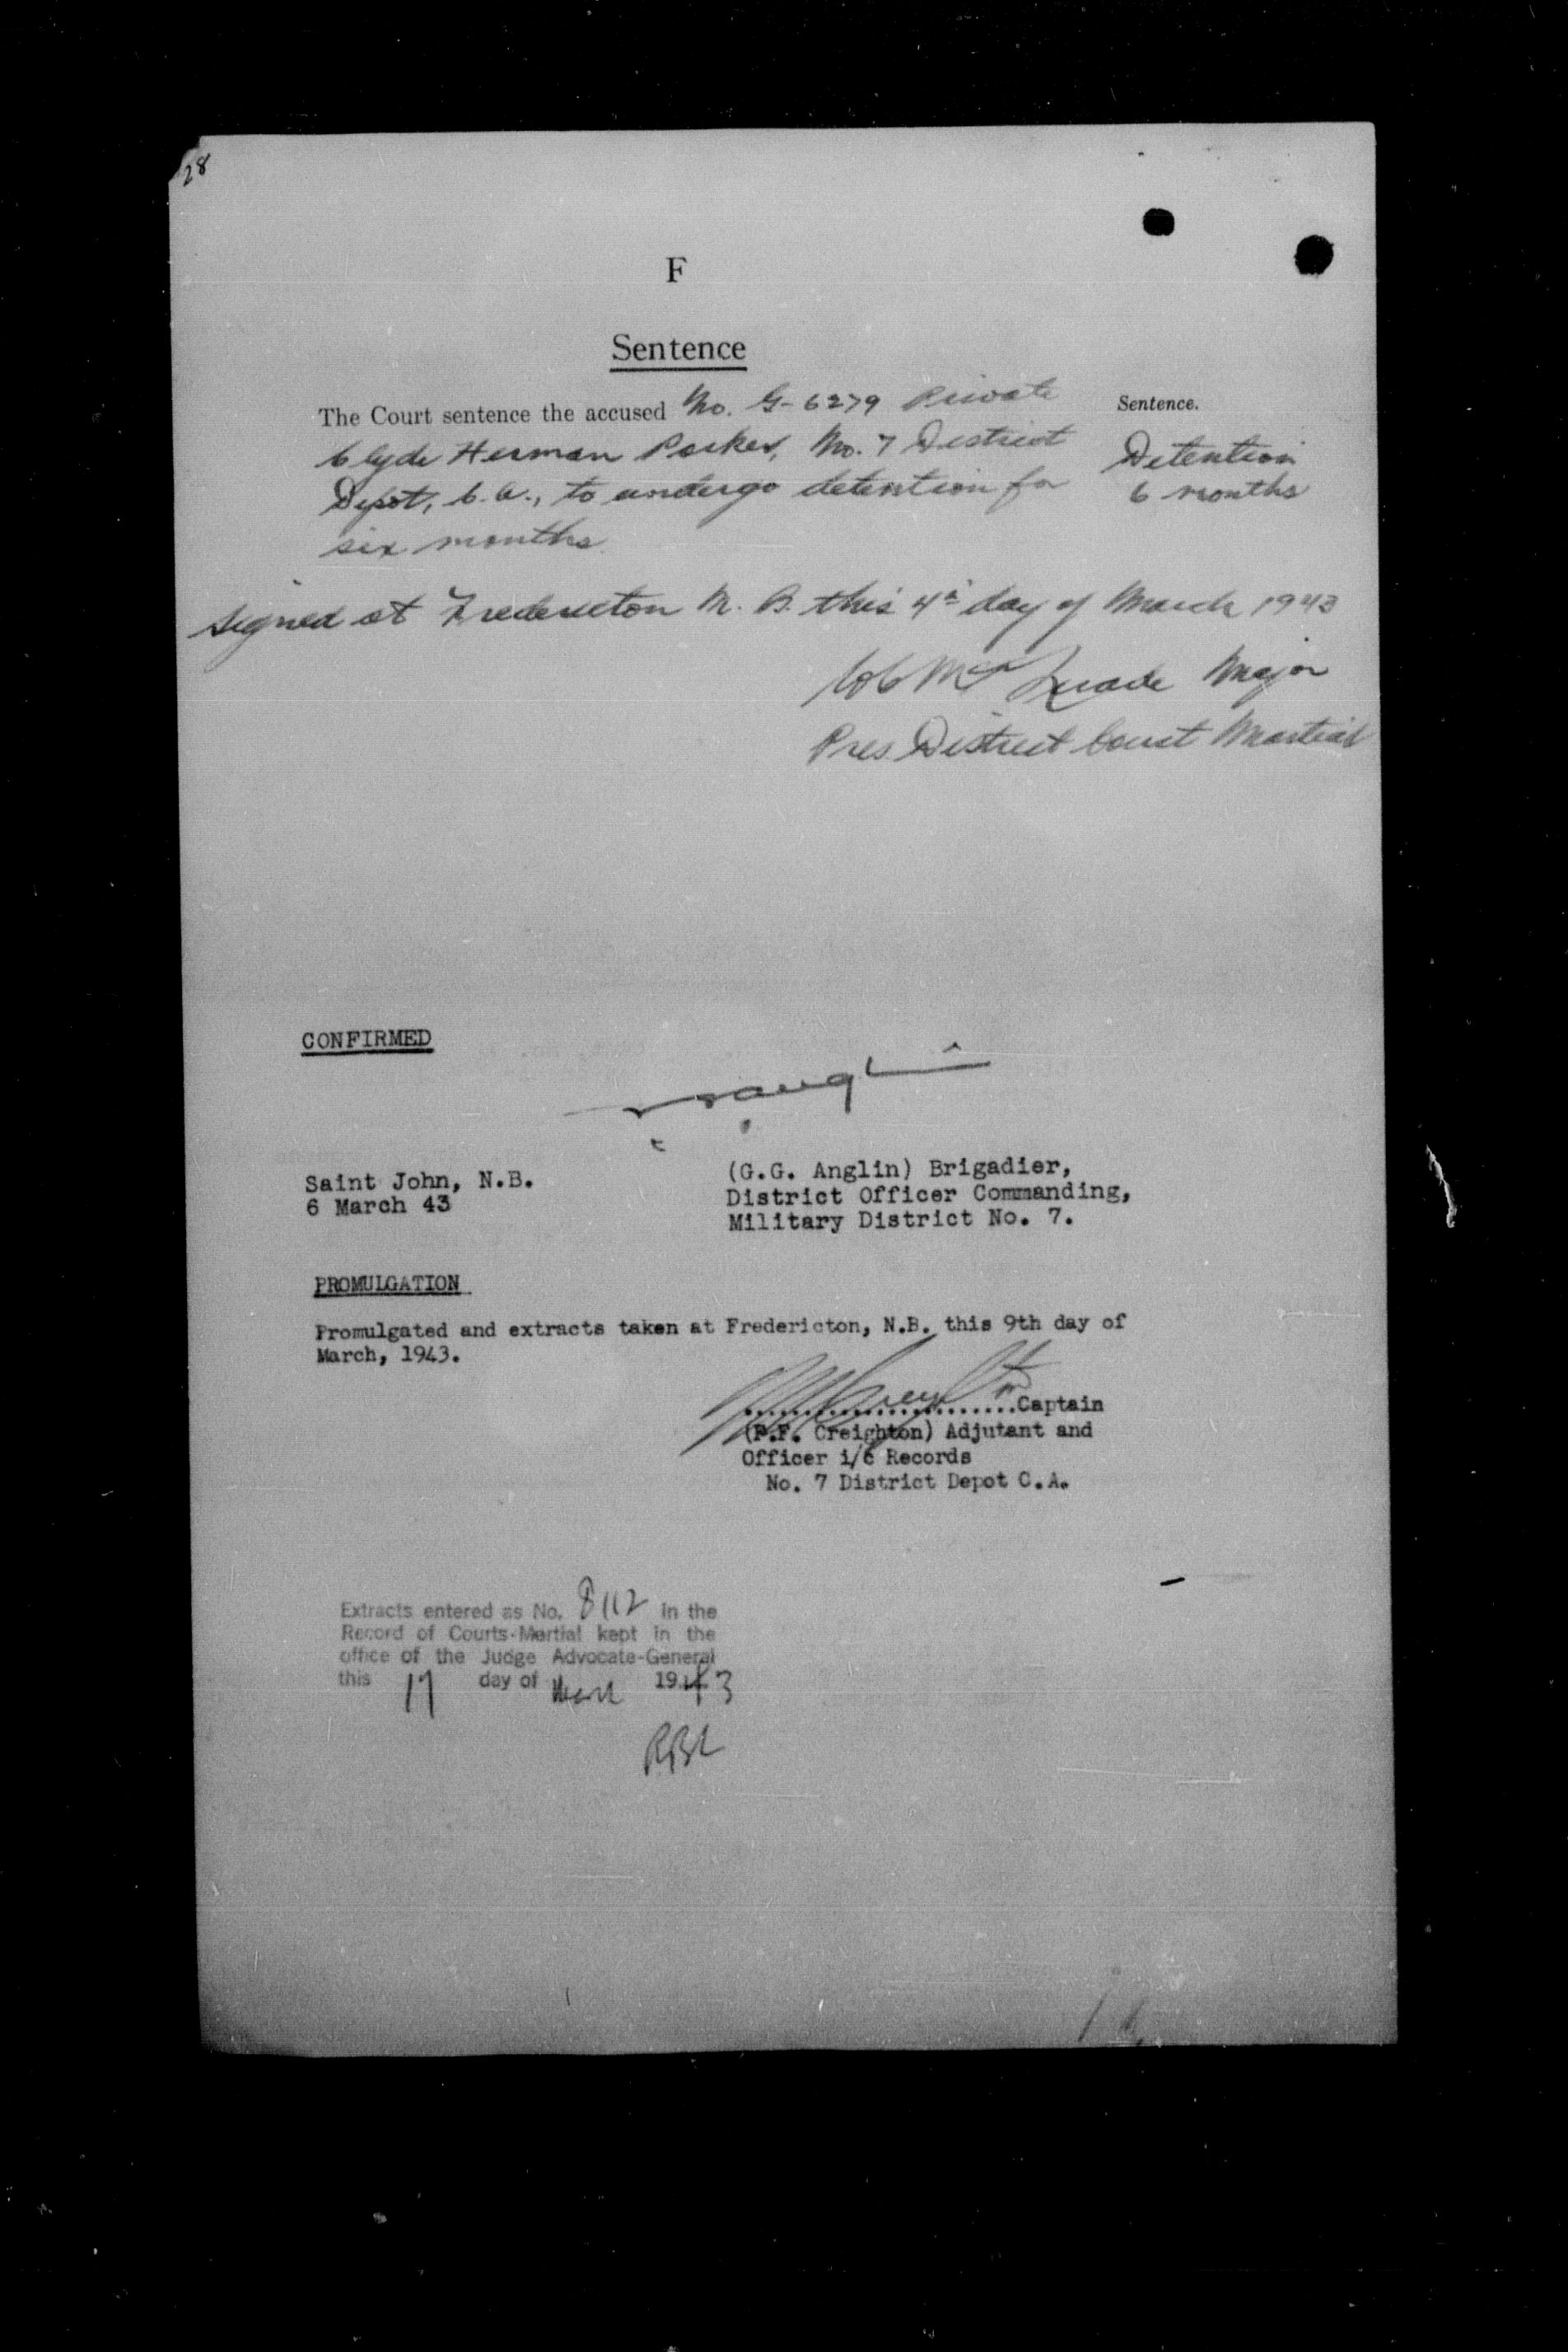 28
F
Sentence
The Court sentence the accused No. G-6279 Private
Clyde Herman Parker, No. 7 District
Depot, C.A., to undergo detention for
six months
Sentence.
Detention
6 months
signed at Fredericton N. B. this 4th day of March 1943
Major
Pres District Court Martial
CONFIRMED
Saint John, N.B.
6 March 43
(G.G. Anglin) Brigadier,
District Officer Commanding,
Military District No. 7.
PROMULGATION
Promulgated and extracts taken at Fredericton, N.B. this 9th day of
March, 1943.
Captain
(P.F. Creighton) Adjutant and
Officer i/c Records
No. 7 District Depot C.A.
Extracts entered as No. 8112 in the
Record of Courts-Martial kept in the
office of the Judge Advocate-General
this 17 day of March 1943